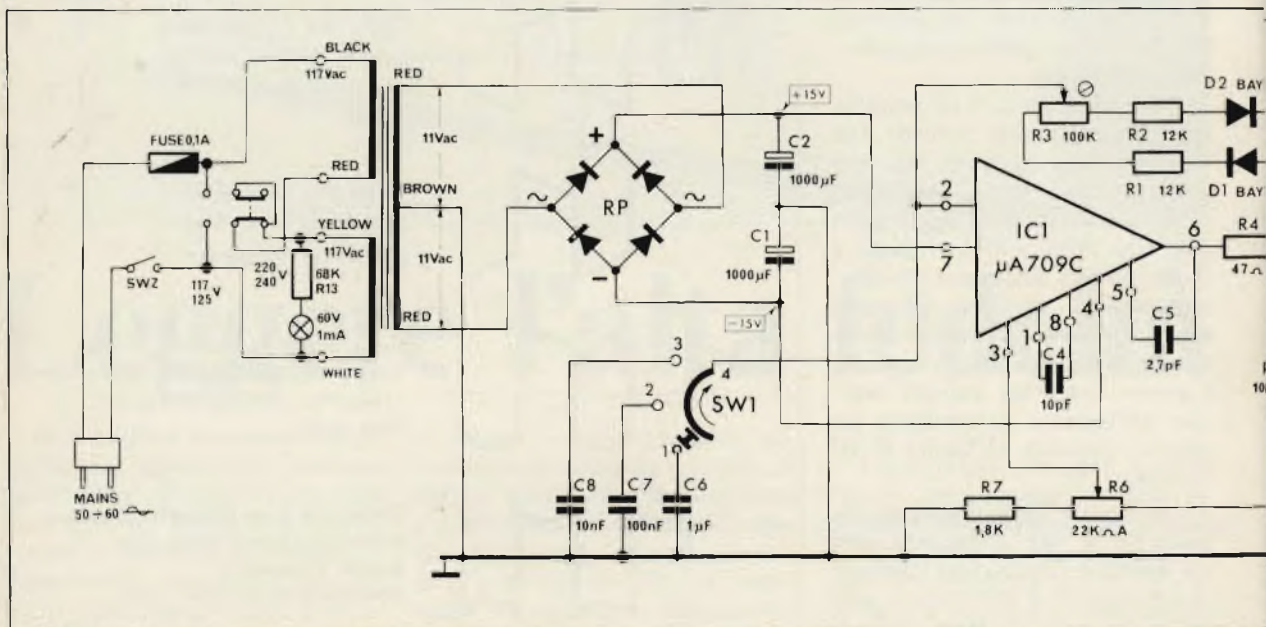 BLACK
117Vac
RED
FUSE 0,1A
11Vac
RED
BROWN
YELLOW
117Vac
11Vac
220
240 V
68K
R13
SWZ
117
125 V
60V
1mA
RED
WHITE
MAINS
50÷60
+
RP
−
~
~
+15V
C2
1000µF
C1
1000µF
−15V
3
2
4
SW1
1
C8
10nF
C7
100nF
C6
1µF
2
7
IC1
µA709C
6
5
4
8
1
3
C4
10pF
C5
2,7pF
R3 100K
R2 12K
D2 BAY
R1 12K
D1 BAY
R4
47Ω
R7
1,8K
R6
22KΩA